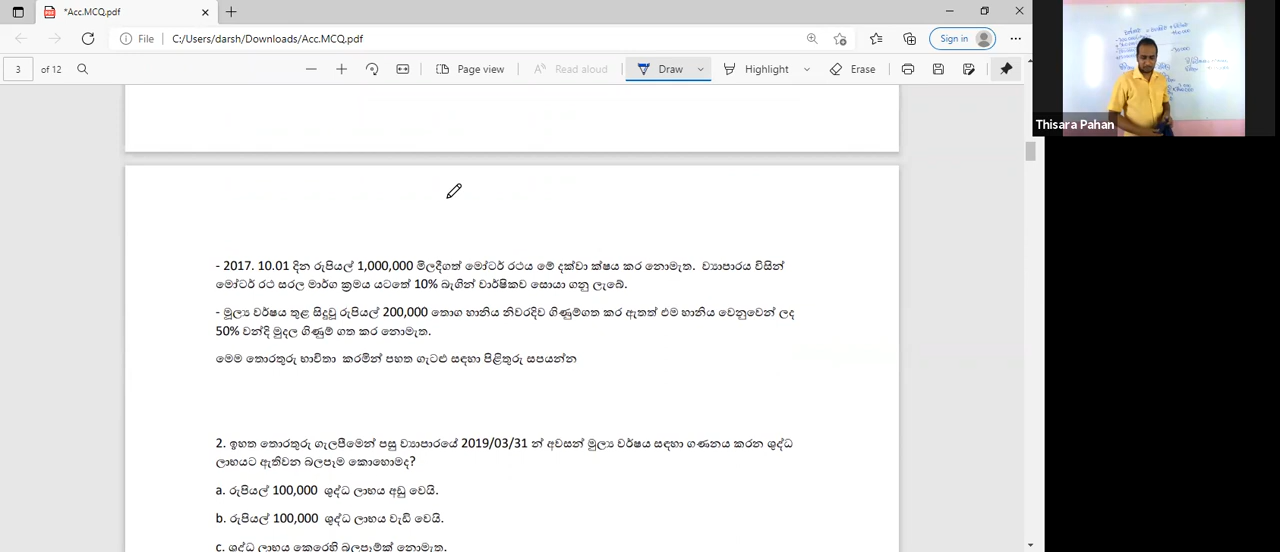 *Acc.MCQ.pdf
File
C:/Users/darsh/Downloads/Acc.MCQ.pdf
Sign in
3 of 12
Page view
Read aloud
Draw
Highlight
Erase
Thisara Pahan
- 2017. 10.01 දින රුපියල් 1,000,000 මිලදීගත් මෝටර් රථය මේ දක්වා ක්ෂය කර නොමැත. ව්‍යාපාරය විසින්
මෝටර් රථ සරල මාර්ග ක්‍රමය යටතේ 10% බැගින් වාර්ෂිකව සොයා ගනු ලැබේ.
- මූල්‍ය වර්ෂය තුළ සිදුවූ රුපියල් 200,000 තොග හානිය නිවරදිව ගිණුම්ගත කර ඇතත් එම හානිය වෙනුවෙන් ලද
50% වන්දි මුදල ගිණුම් ගත කර නොමැත.
මෙම තොරතුරු භාවිතා කරමින් පහත ගැටළු සඳහා පිළිතුරු සපයන්න
2. ඉහත තොරතුරු ගැලපීමෙන් පසු ව්‍යාපාරයේ 2019/03/31 න් අවසන් මුල්‍ය වර්ෂය සඳහා ගණනය කරන ශුද්ධ
ලාභයට ඇතිවන බලපෑම කොහොමද?
a. රුපියල් 100,000 ශුද්ධ ලාභය අඩු වෙයි.
b. රුපියල් 100,000 ශුද්ධ ලාභය වැඩි වෙයි.
c. ශුද්ධ ලාභය කෙරෙහි බලපෑමක් නොමැත.